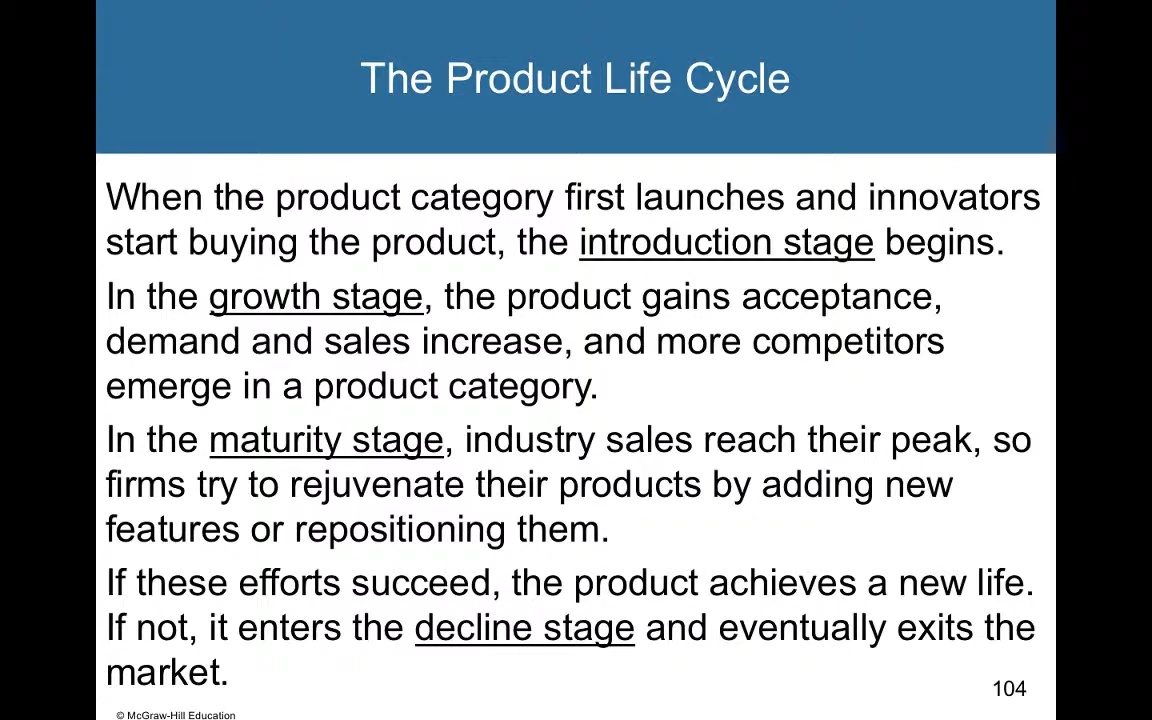 The Product Life Cycle
When the product category first launches and innovators
start buying the product, the introduction stage begins.
In the growth stage, the product gains acceptance,
demand and sales increase, and more competitors
emerge in a product category.
In the maturity stage, industry sales reach their peak, so
firms try to rejuvenate their products by adding new
features or repositioning them.
If these efforts succeed, the product achieves a new life.
If not, it enters the decline stage and eventually exits the
market.
104
© McGraw-Hill Education